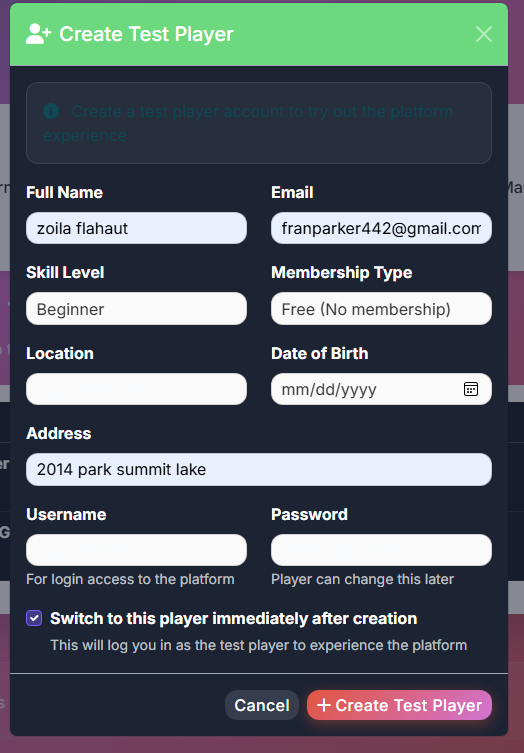 Create Test Player
Create a test player account to try out the platform
experience
Full Name
Email
zoila flahaut
franparker442@gmail.com
Skill Level
Membership Type
Beginner
Free (No membership)
Location
Date of Birth
mm/dd/yyyy
Address
2014 park summit lake
Username
Password
For login access to the platform
Player can change this later
Switch to this player immediately after creation
This will log you in as the test player to experience the platform
Cancel
+ Create Test Player